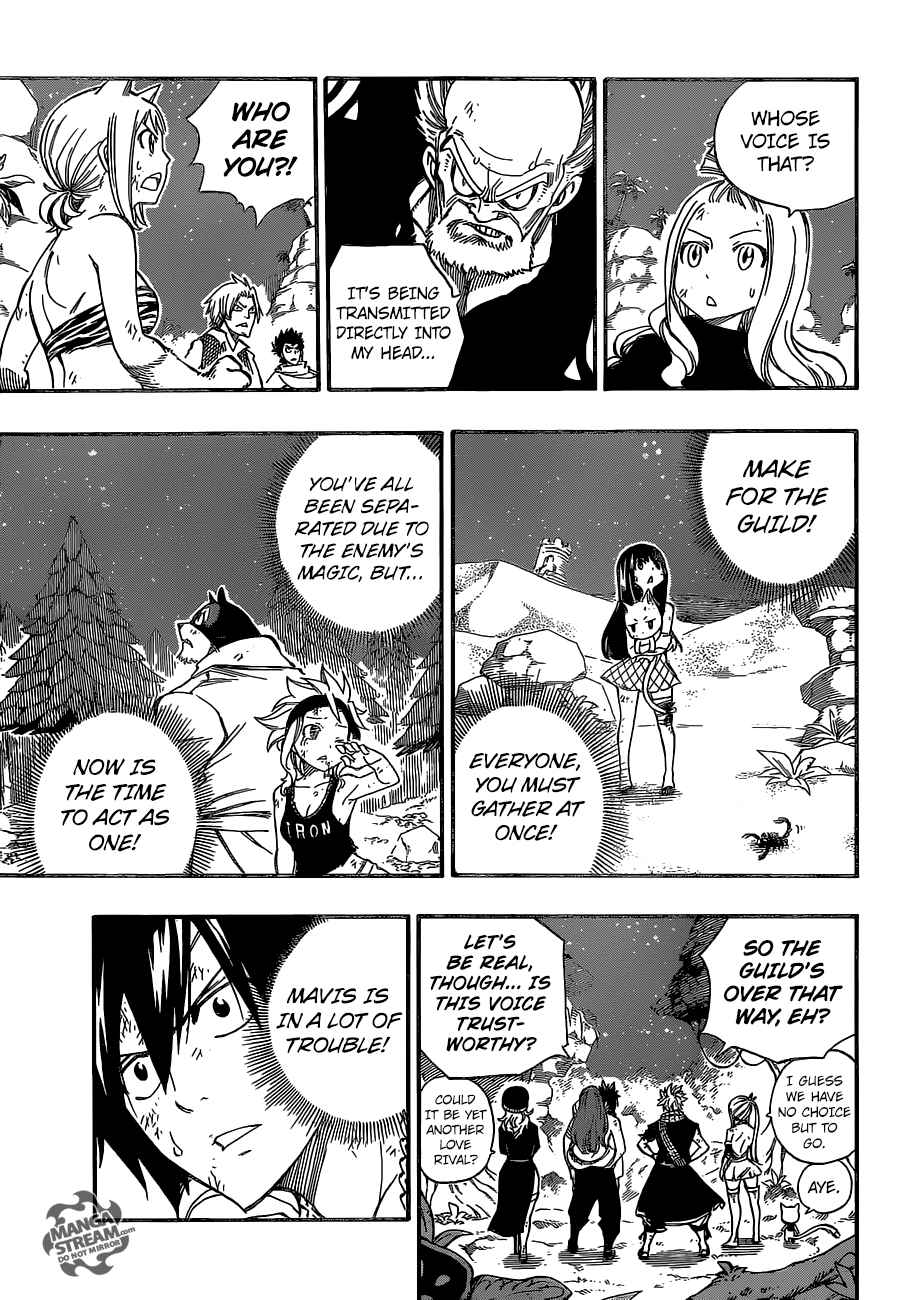 WHOSE
VOICE IS
THAT?
IT'S BEING
TRANSMITTED
DIRECTLY INTO
MY HEAD...
WHO
ARE
YOU?!
MAKE
FOR THE
GUILD!
EVERYONE,
YOU MUST
GATHER AT
ONCE!
YOU'VE ALL
BEEN SEPA-
RATED DUE TO
THE ENEMY'S
MAGIC, BUT...
NOW IS
THE TIME
TO ACT AS
ONE!
IRON
SO THE
GUILD'S
OVER THAT
WAY, EH?
I GUESS
WE HAVE
NO CHOICE
BUT TO
GO.
AYE.
LET'S
BE REAL,
THOUGH... IS
THIS VOICE
TRUST-
WORTHY?
COULD
IT BE YET
ANOTHER
LOVE
RIVAL?
MAVIS IS
IN A LOT OF
TROUBLE!
MANGA
STREAM.COM
DO NOT MIRROR